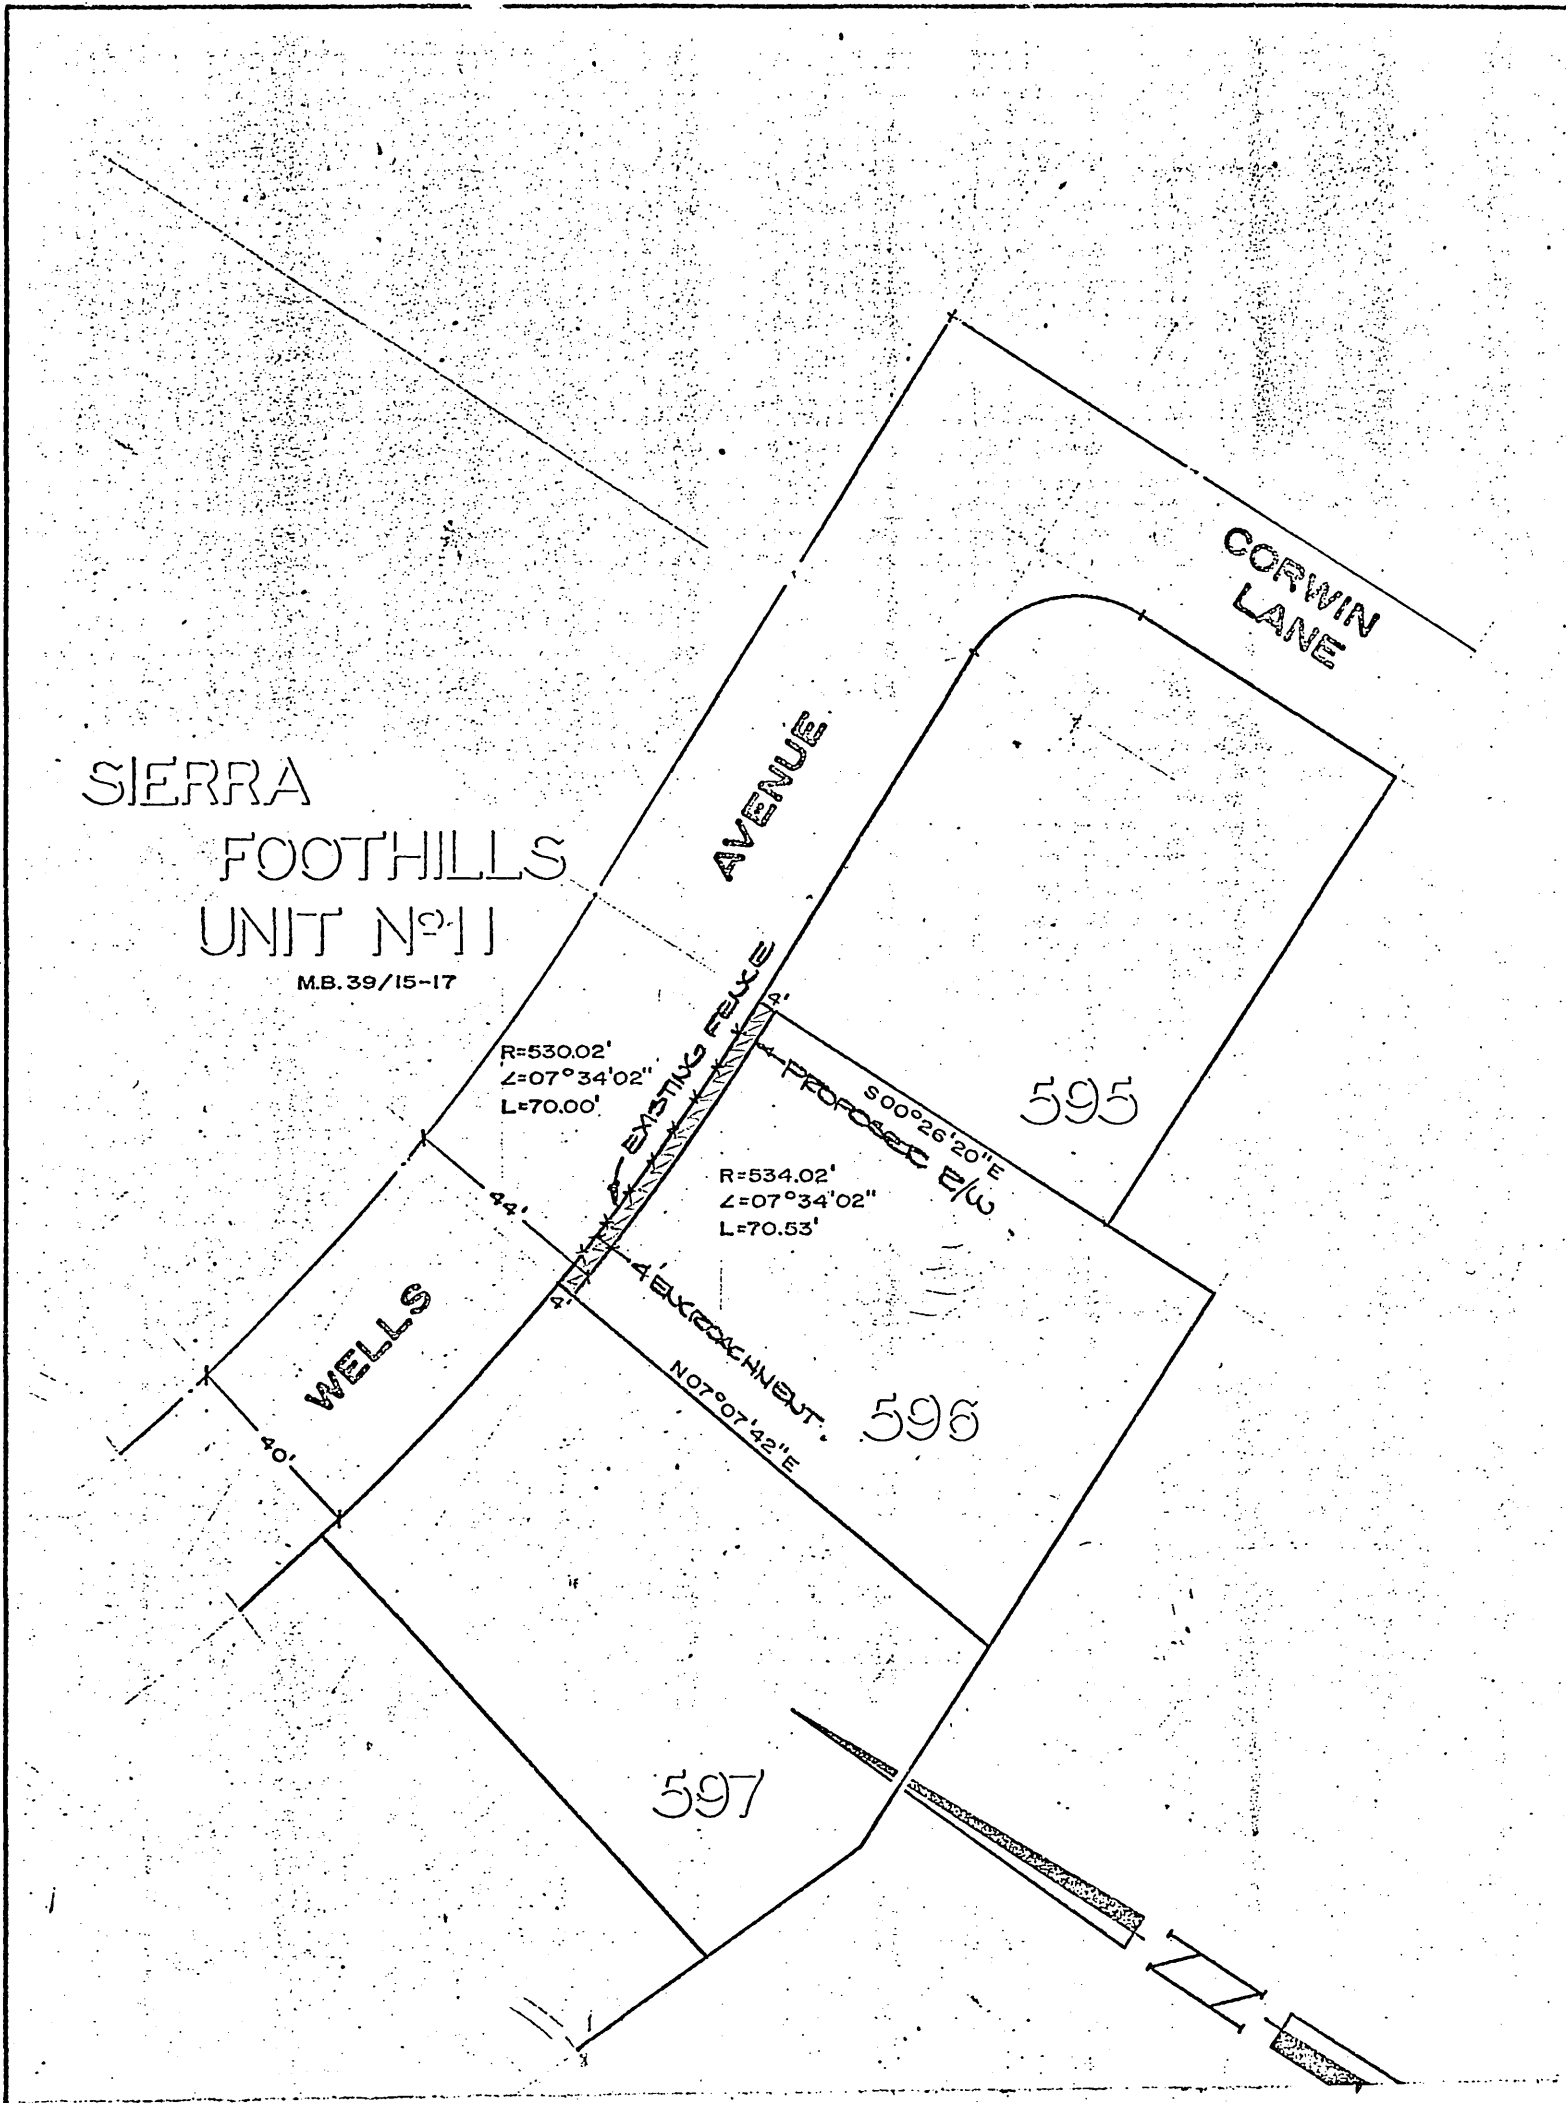 CORWIN
LANE
AVENUE
SIERRA
FOOTHILLS
UNIT Nº11
M.B. 39/15-17
EXISTING FENCE
4'
R=530.02'
∠=07°34'02"
L=70.00'
PROPOSED R/W
S00°26'20"E
595
R=534.02'
∠=07°34'02"
L=70.53'
44'
4'
4' ENCROACHMENT.
WELLS
N07°07'42"E
596
40'
597
N